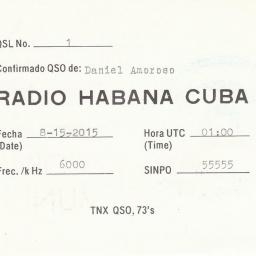 QSL No. 1
Confirmado QSO de: Daniel Amoroso
RADIO HABANA CUBA
Fecha 8-15-2015 Hora UTC 01:00
(Date) (Time)
Frec. /k Hz 6000 SINPO 55555
TNX QSO, 73's